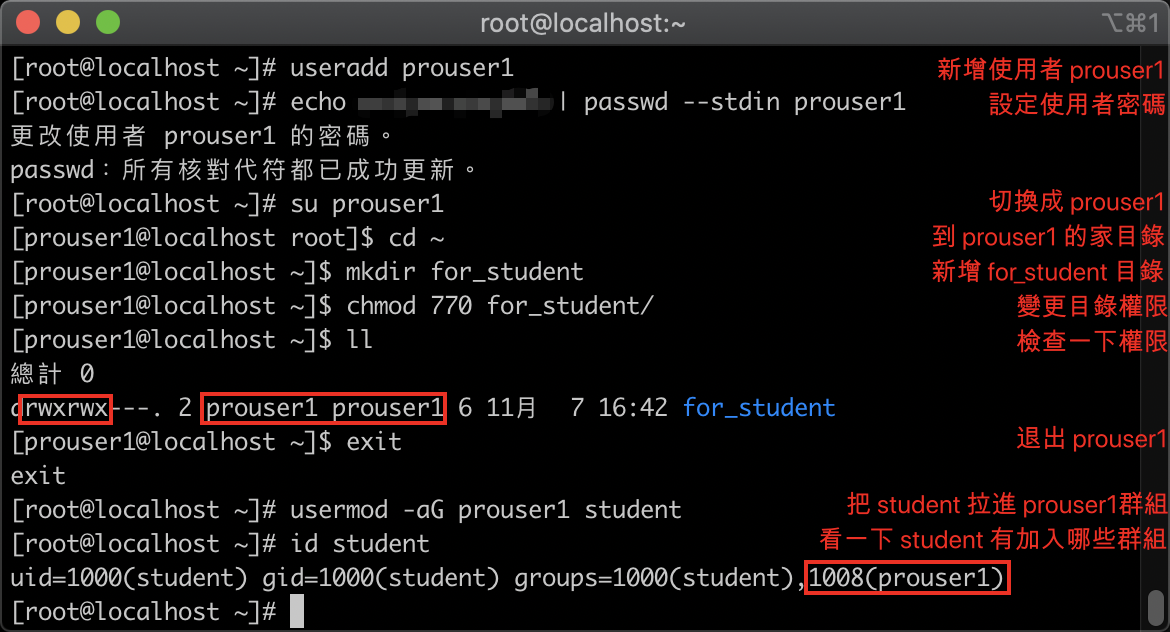 root@localhost:~ ⌥⌘1
[root@localhost ~]# useradd prouser1 新增使用者 prouser1
[root@localhost ~]# echo | passwd --stdin prouser1 設定使用者密碼
更改使用者 prouser1 的密碼。
passwd：所有核對代符都已成功更新。
[root@localhost ~]# su prouser1 切換成 prouser1
[prouser1@localhost root]$ cd ~ 到 prouser1 的家目錄
[prouser1@localhost ~]$ mkdir for_student 新增 for_student 目錄
[prouser1@localhost ~]$ chmod 770 for_student/ 變更目錄權限
[prouser1@localhost ~]$ ll 檢查一下權限
總計 0
drwxrwx---. 2 prouser1 prouser1 6 11月  7 16:42 for_student
[prouser1@localhost ~]$ exit 退出 prouser1
exit
[root@localhost ~]# usermod -aG prouser1 student 把 student 拉進 prouser1群組
[root@localhost ~]# id student 看一下 student 有加入哪些群組
uid=1000(student) gid=1000(student) groups=1000(student),1008(prouser1)
[root@localhost ~]#